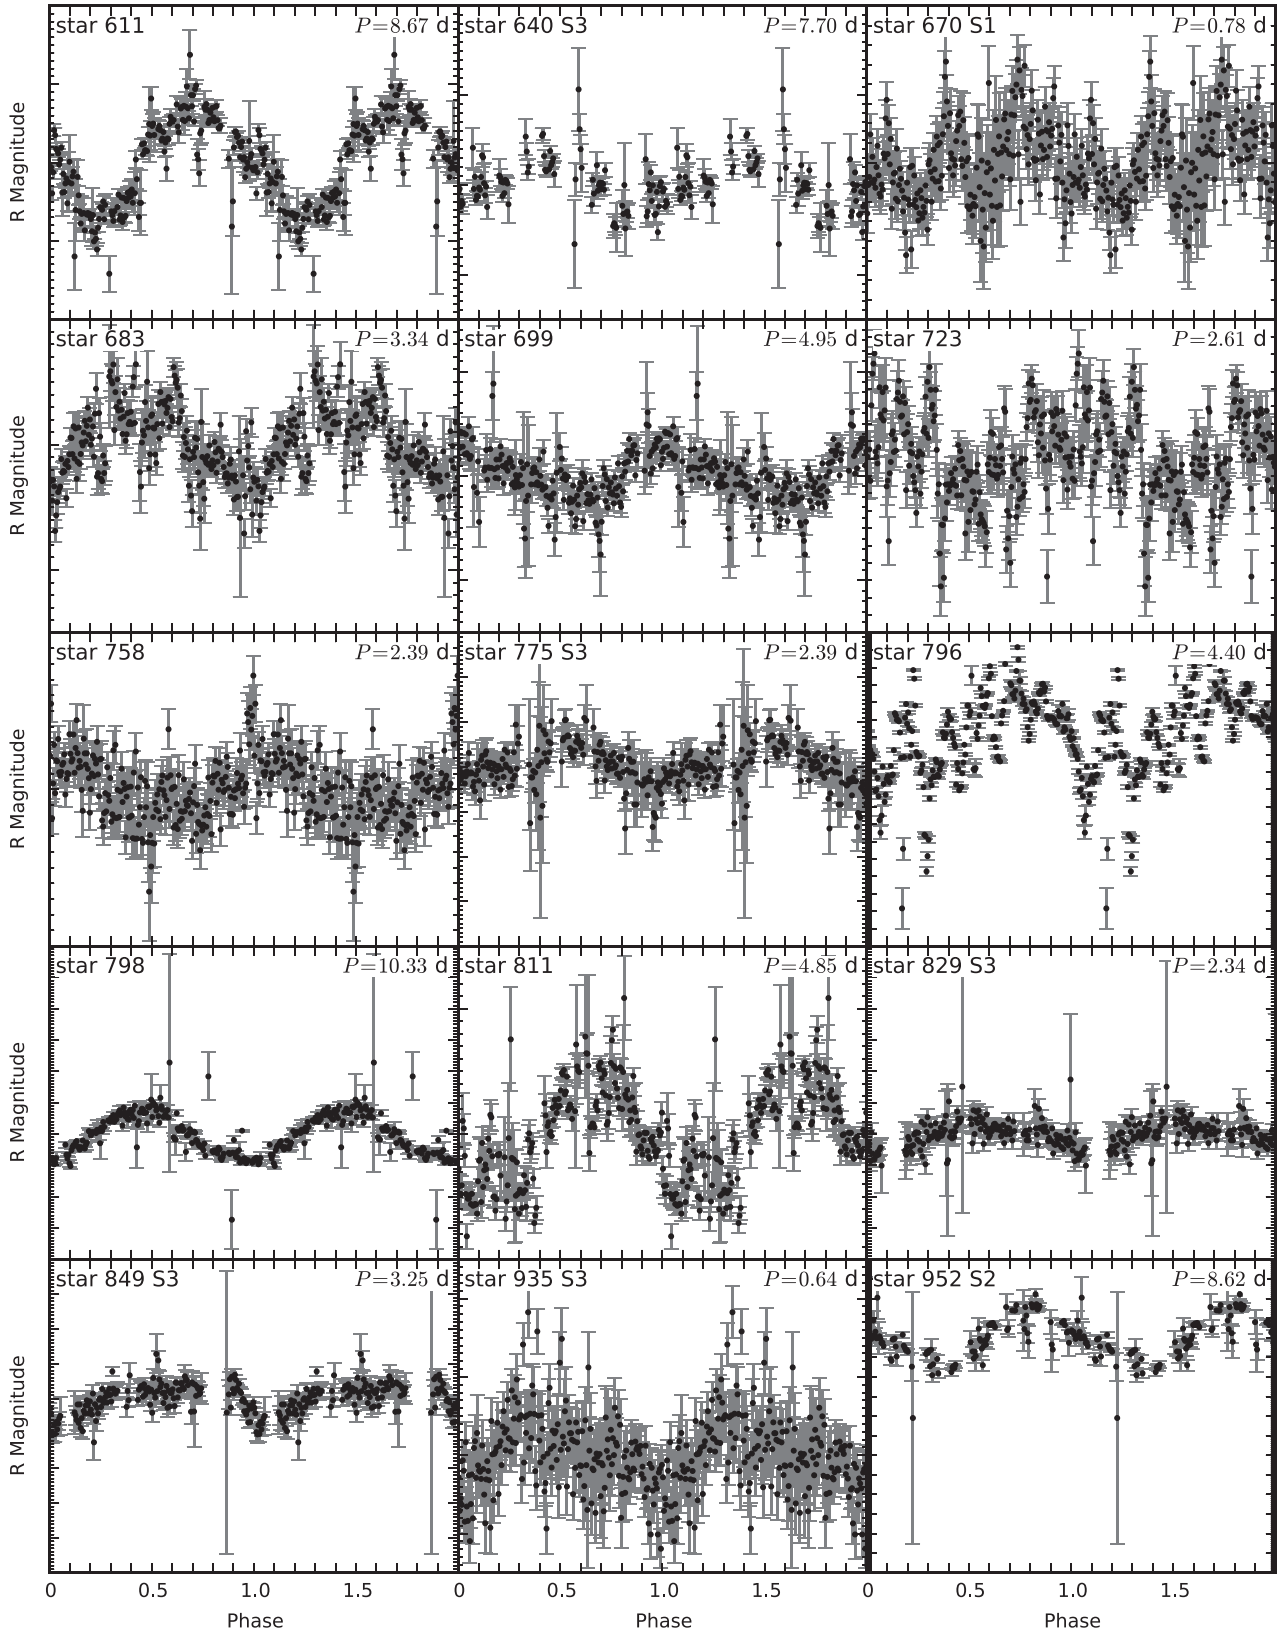 star 611 P=8.67 d
star 640 S3 P=7.70 d
star 670 S1 P=0.78 d
R Magnitude
star 683 P=3.34 d
star 699 P=4.95 d
star 723 P=2.61 d
R Magnitude
star 758 P=2.39 d
star 775 S3 P=2.39 d
star 796 P=4.40 d
R Magnitude
star 798 P=10.33 d
star 811 P=4.85 d
star 829 S3 P=2.34 d
R Magnitude
star 849 S3 P=3.25 d
star 935 S3 P=0.64 d
star 952 S2 P=8.62 d
R Magnitude
0 0.5 1.0 1.5 0 0.5 1.0 1.5 0 0.5 1.0 1.5
Phase Phase Phase